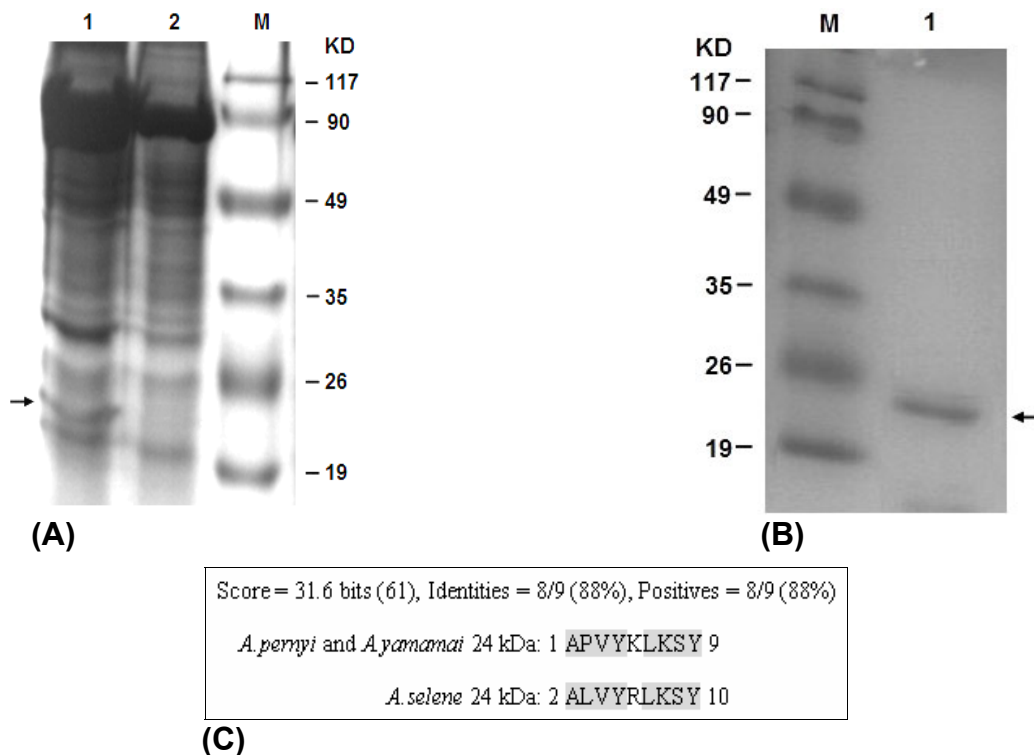 1 2 M
KD
– 117
– 90
– 49
– 35
– 26
– 19
(A)
M 1
KD
117 –
90 –
49 –
35 –
26 –
19 –
(B)
Score = 31.6 bits (61), Identities = 8/9 (88%), Positives = 8/9 (88%)
A.pernyi and A.yamamai 24 kDa: 1 APVYKLKSY 9
A.selene 24 kDa: 2 ALVYRLKSY 10
(C)